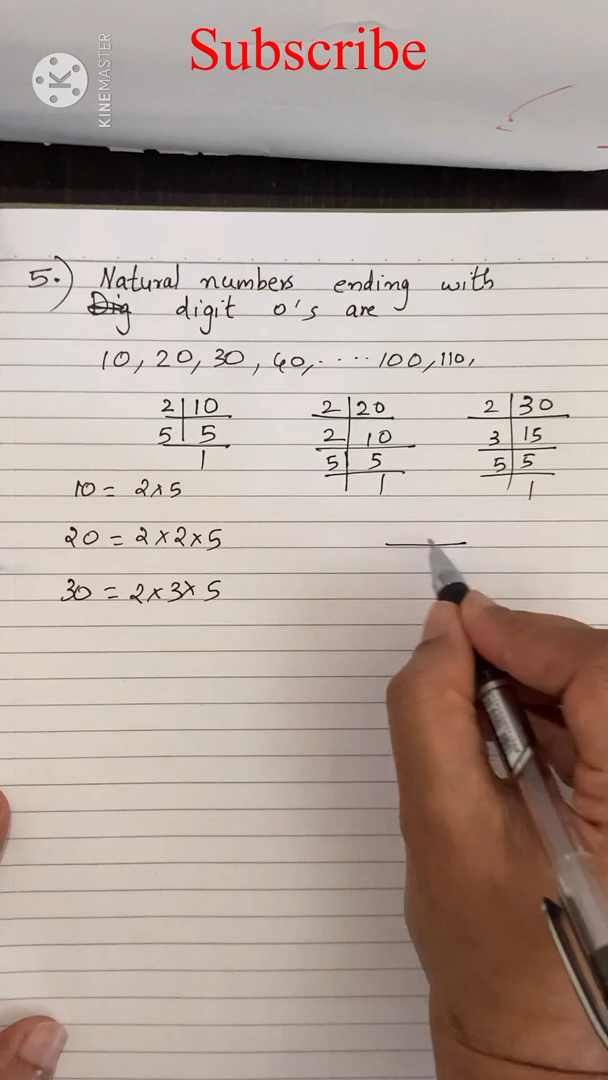 Subscribe
KINEMASTER
5.) Natural numbers ending with
Dig digit 0's are
10, 20, 30, 40, .... 100, 110,
2 | 10 2 | 20 2 | 30
5 | 5 2 | 10 3 | 15
1 5 | 5 5 | 5
10 = 2×5 1 1
20 = 2×2×5
30 = 2×3×5